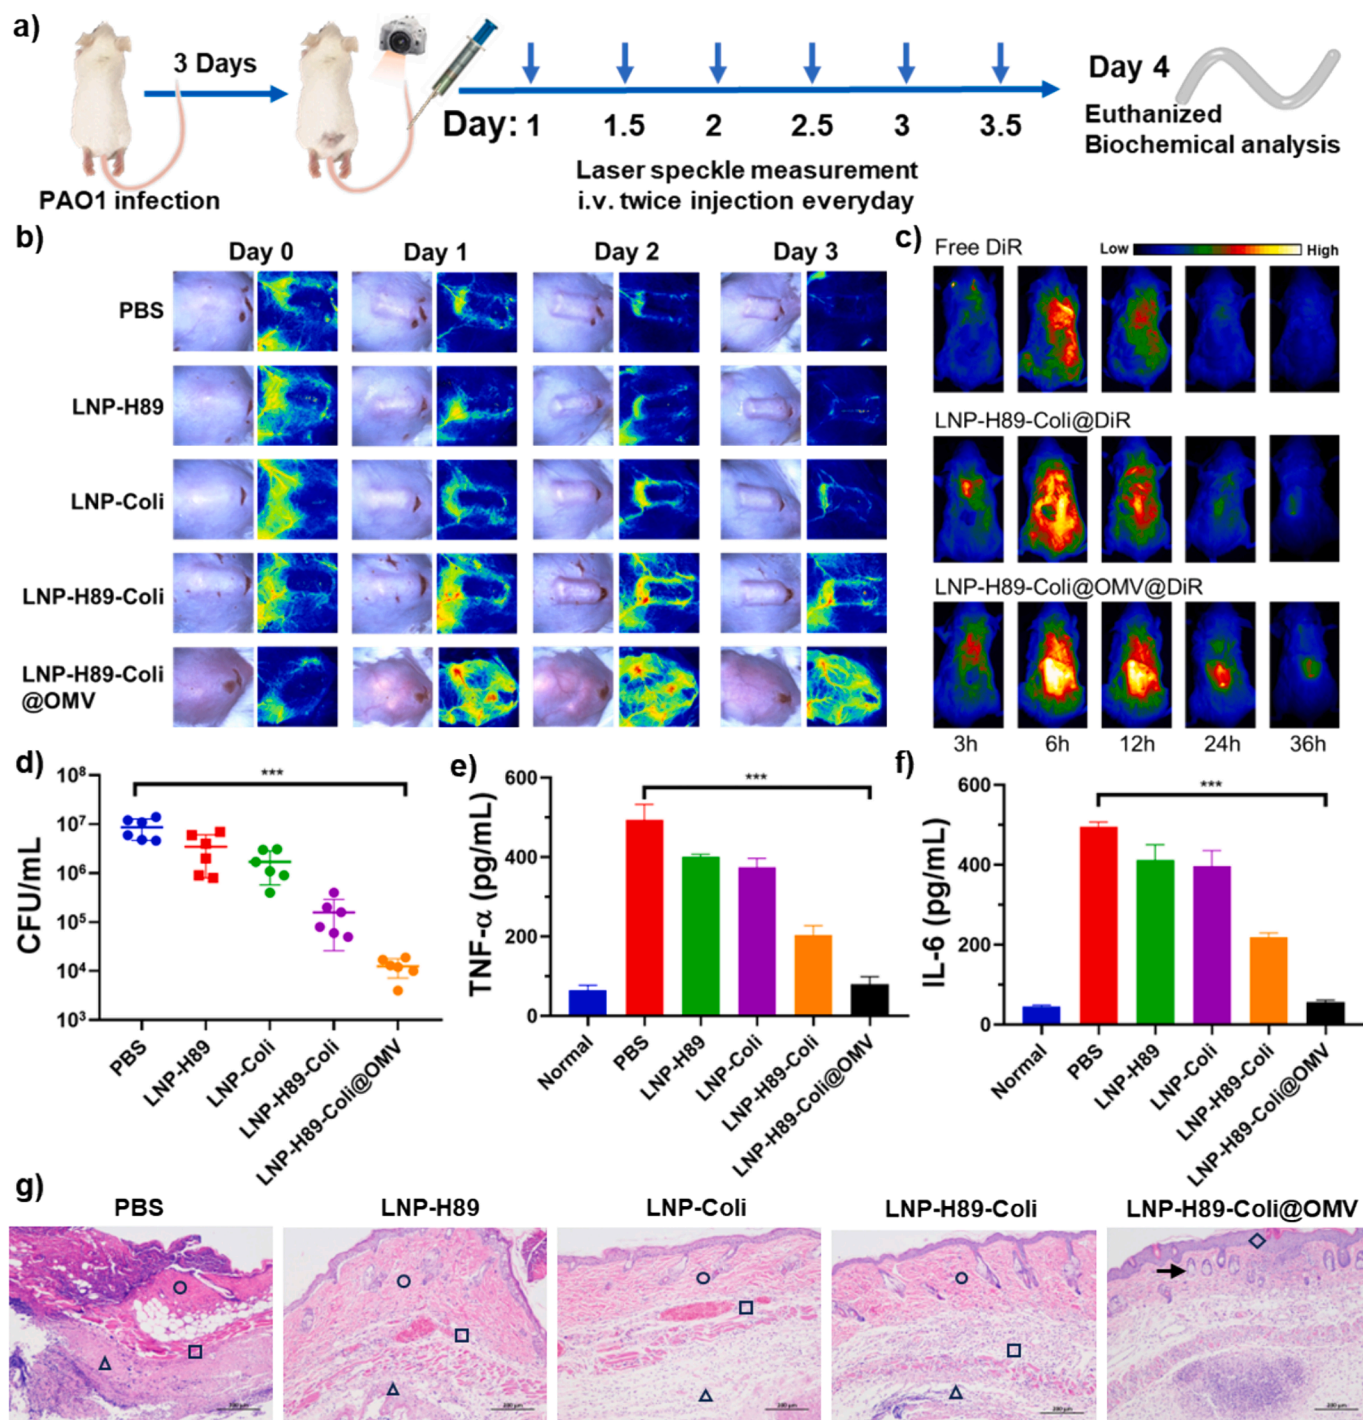 a)
3 Days
PAO1 infection
Day: 1 1.5 2 2.5 3 3.5
Laser speckle measurement
i.v. twice injection everyday
Day 4
Euthanized
Biochemical analysis
b)
Day 0 Day 1 Day 2 Day 3
PBS
LNP-H89
LNP-Coli
LNP-H89-Coli
LNP-H89-Coli
@OMV
c)
Free DiR
Low High
LNP-H89-Coli@DiR
LNP-H89-Coli@OMV@DiR
3h 6h 12h 24h 36h
d)
CFU/mL
10⁸
10⁷
10⁶
10⁵
10⁴
10³
***
PBS
LNP-H89
LNP-Coli
LNP-H89-Coli
LNP-H89-Coli@OMV
e)
TNF-α (pg/mL)
600
400
200
0
***
Normal
PBS
LNP-H89
LNP-Coli
LNP-H89-Coli
LNP-H89-Coli@OMV
f)
IL-6 (pg/mL)
600
400
200
0
***
Normal
PBS
LNP-H89
LNP-Coli
LNP-H89-Coli
LNP-H89-Coli@OMV
g)
PBS LNP-H89 LNP-Coli LNP-H89-Coli LNP-H89-Coli@OMV